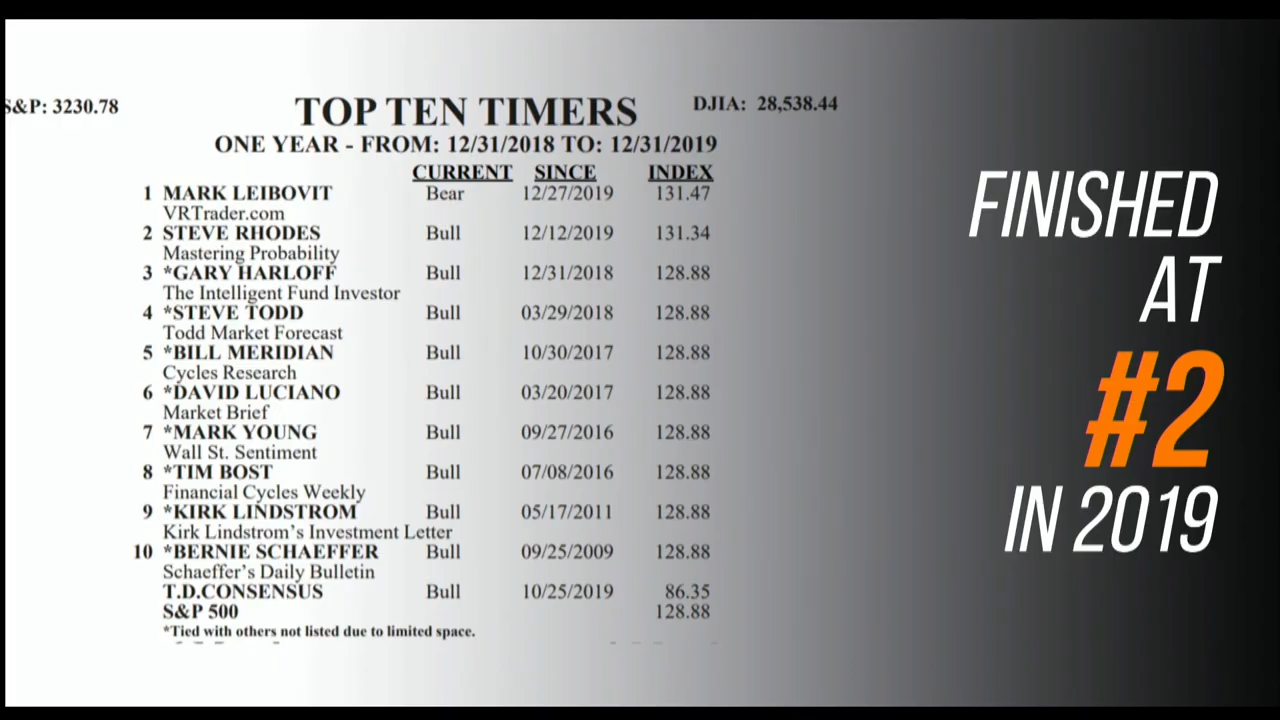 S&P: 3230.78
TOP TEN TIMERS
DJIA: 28,538.44
ONE YEAR - FROM: 12/31/2018 TO: 12/31/2019
CURRENT SINCE INDEX
1 MARK LEIBOVIT Bear 12/27/2019 131.47
VRTrader.com
2 STEVE RHODES Bull 12/12/2019 131.34
Mastering Probability
3 *GARY HARLOFF Bull 12/31/2018 128.88
The Intelligent Fund Investor
4 *STEVE TODD Bull 03/29/2018 128.88
Todd Market Forecast
5 *BILL MERIDIAN Bull 10/30/2017 128.88
Cycles Research
6 *DAVID LUCIANO Bull 03/20/2017 128.88
Market Brief
7 *MARK YOUNG Bull 09/27/2016 128.88
Wall St. Sentiment
8 *TIM BOST Bull 07/08/2016 128.88
Financial Cycles Weekly
9 *KIRK LINDSTROM Bull 05/17/2011 128.88
Kirk Lindstrom's Investment Letter
10 *BERNIE SCHAEFFER Bull 09/25/2009 128.88
Schaeffer's Daily Bulletin
T.D.CONSENSUS Bull 10/25/2019 86.35
S&P 500 128.88
*Tied with others not listed due to limited space.
FINISHED
AT
#2
IN 2019